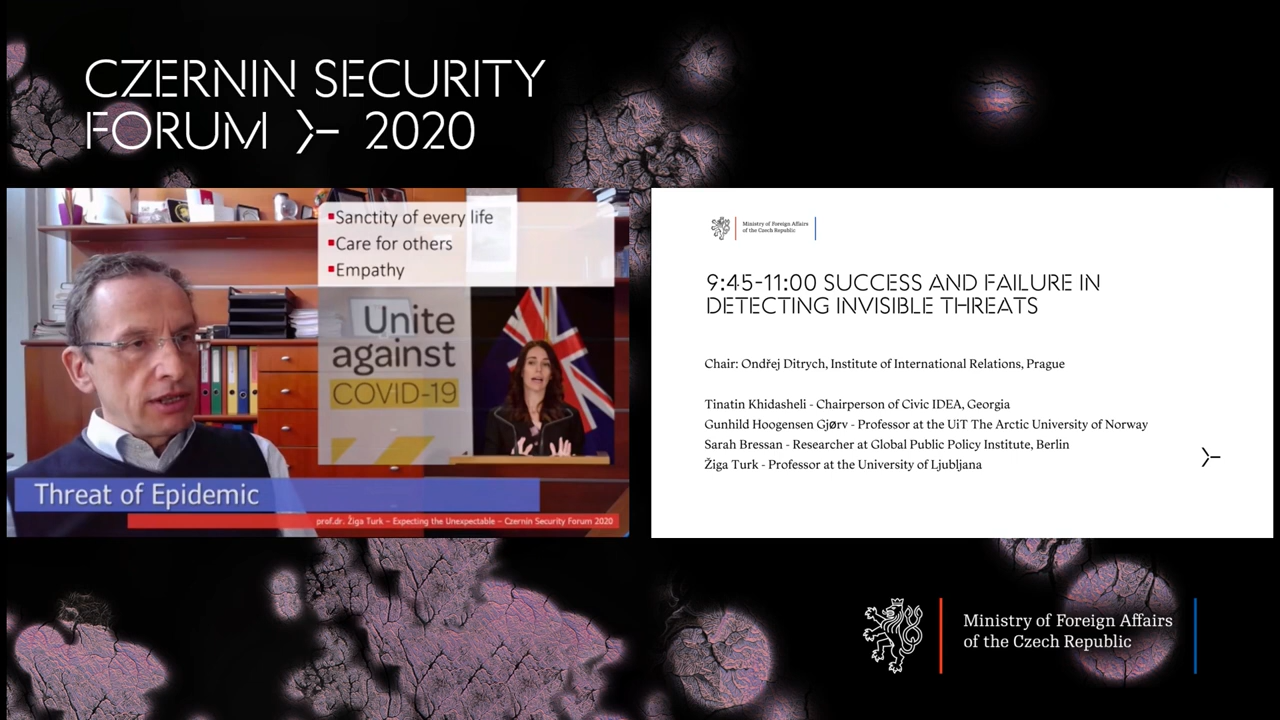 CZERNIN SECURITY
FORUM >- 2020
Sanctity of every life
Care for others
Empathy
Unite
against
COVID-19
Threat of Epidemic
prof.dr. Žiga Turk – Expecting the Unexpectable – Czernin Security Forum 2020
Ministry of Foreign Affairs
of the Czech Republic
9:45-11:00 SUCCESS AND FAILURE IN
DETECTING INVISIBLE THREATS
Chair: Ondřej Ditrych, Institute of International Relations, Prague
Tinatin Khidasheli - Chairperson of Civic IDEA, Georgia
Gunhild Hoogensen Gjørv - Professor at the UiT The Arctic University of Norway
Sarah Bressan - Researcher at Global Public Policy Institute, Berlin
Žiga Turk - Professor at the University of Ljubljana
Ministry of Foreign Affairs
of the Czech Republic